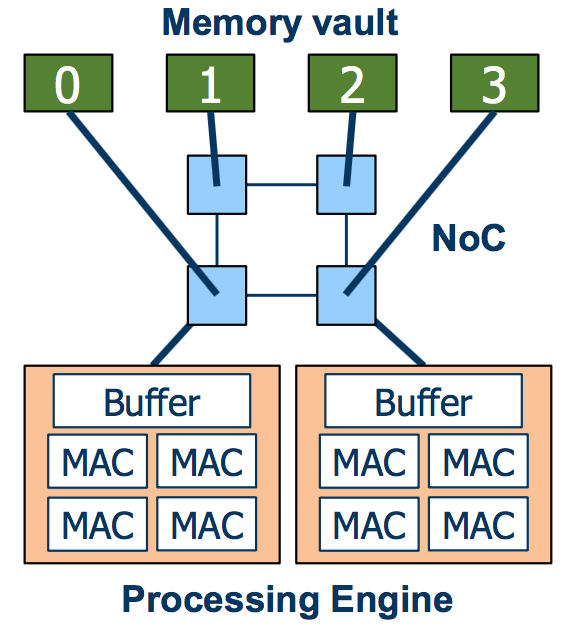 Memory vault
0 1 2 3
NoC
Buffer Buffer
MAC MAC MAC MAC
MAC MAC MAC MAC
Processing Engine